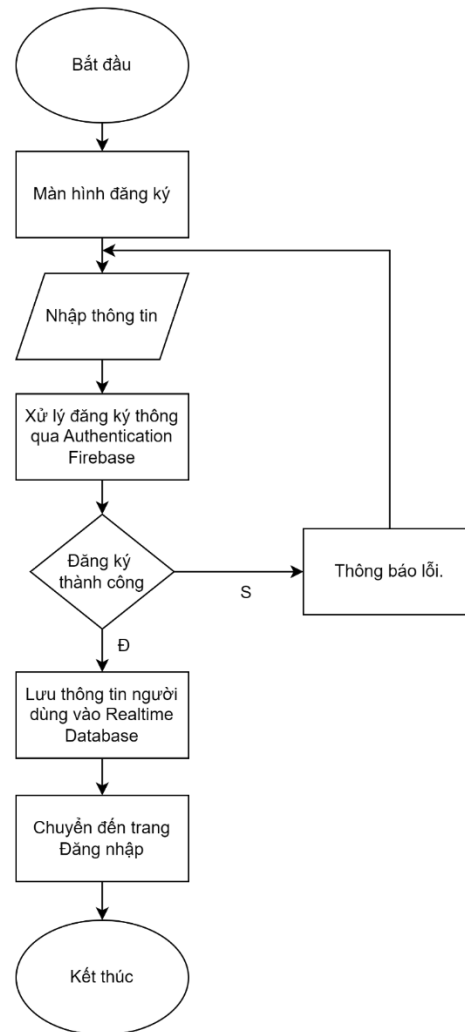 Bắt đầu
Màn hình đăng ký
Nhập thông tin
Xử lý đăng ký thông
qua Authentication
Firebase
Đăng ký
thành công
S
Thông báo lỗi.
Đ
Lưu thông tin người
dùng vào Realtime
Database
Chuyển đến trang
Đăng nhập
Kết thúc